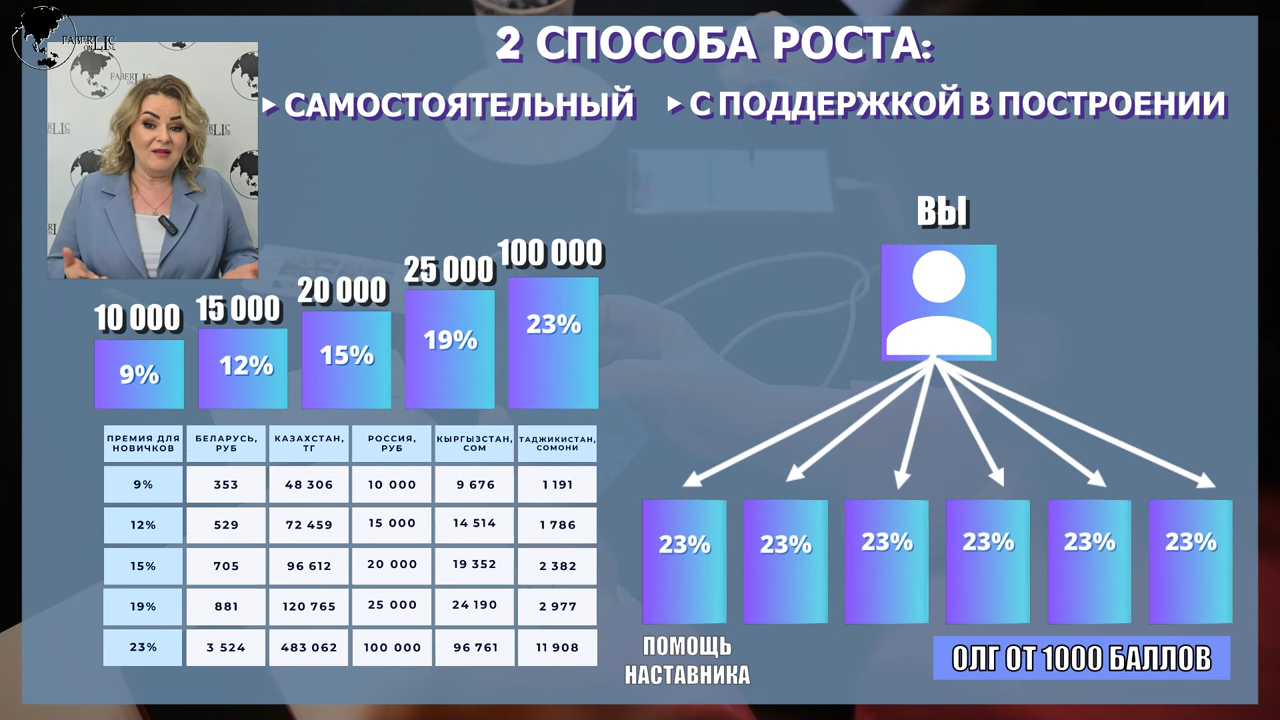 FABERLIC
ONLINE
2 СПОСОБА РОСТА:
САМОСТОЯТЕЛЬНЫЙ
С ПОДДЕРЖКОЙ В ПОСТРОЕНИИ
ВЫ
10 000 15 000 20 000 25 000 100 000
9% 12% 15% 19% 23%
ПРЕМИЯ ДЛЯ НОВИЧКОВ БЕЛАРУСЬ, РУБ КАЗАХСТАН, ТГ РОССИЯ, РУБ КЫРГЫЗСТАН, СОМ ТАДЖИКИСТАН, СОМОНИ
9% 353 48 306 10 000 9 676 1 191
12% 529 72 459 15 000 14 514 1 786
15% 705 96 612 20 000 19 352 2 382
19% 881 120 765 25 000 24 190 2 977
23% 3 524 483 062 100 000 96 761 11 908
23% 23% 23% 23% 23% 23%
ПОМОЩЬ
НАСТАВНИКА
ОЛГ ОТ 1000 БАЛЛОВ